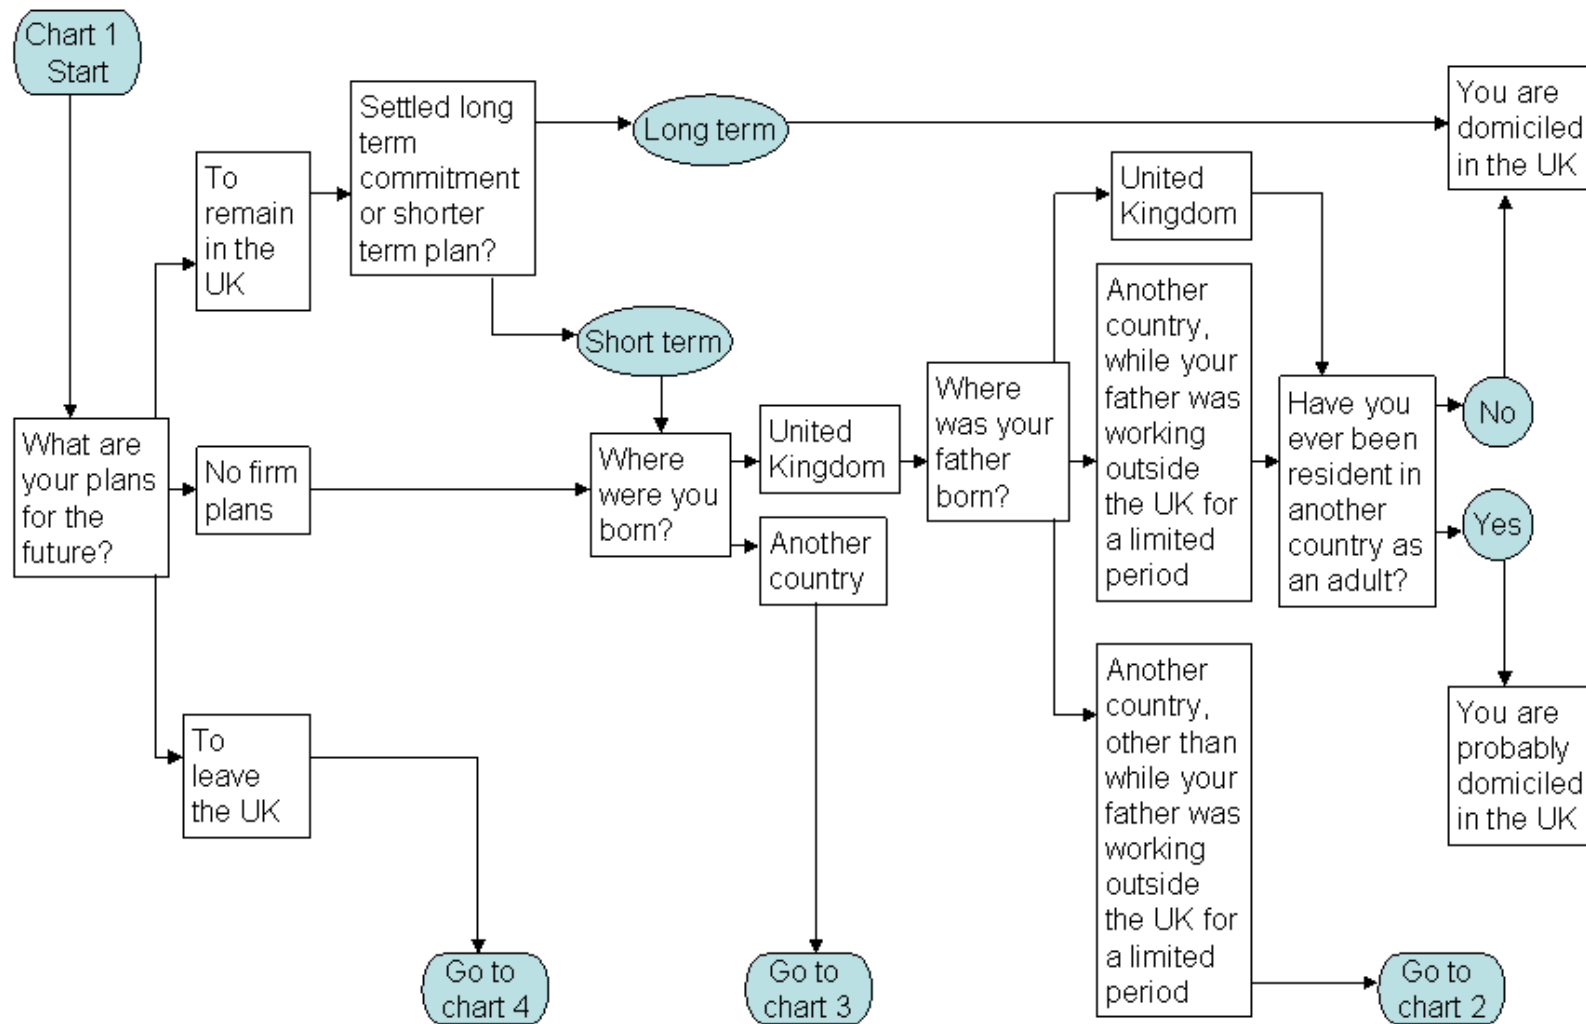 Chart 1
Start
What are
your plans
for the
future?
To
remain
in the
UK
No firm
plans
To
leave
the UK
Settled long
term
commitment
or shorter
term plan?
Long term
Short term
Where
were you
born?
United
Kingdom
Another
country
Where
was your
father
born?
United
Kingdom
Another
country,
while your
father was
working
outside
the UK for
a limited
period
Another
country,
other than
while your
father was
working
outside
the UK for
a limited
period
Have you
ever been
resident in
another
country as
an adult?
No
Yes
You are
domiciled
in the UK
You are
probably
domiciled
in the UK
Go to
chart 4
Go to
chart 3
Go to
chart 2